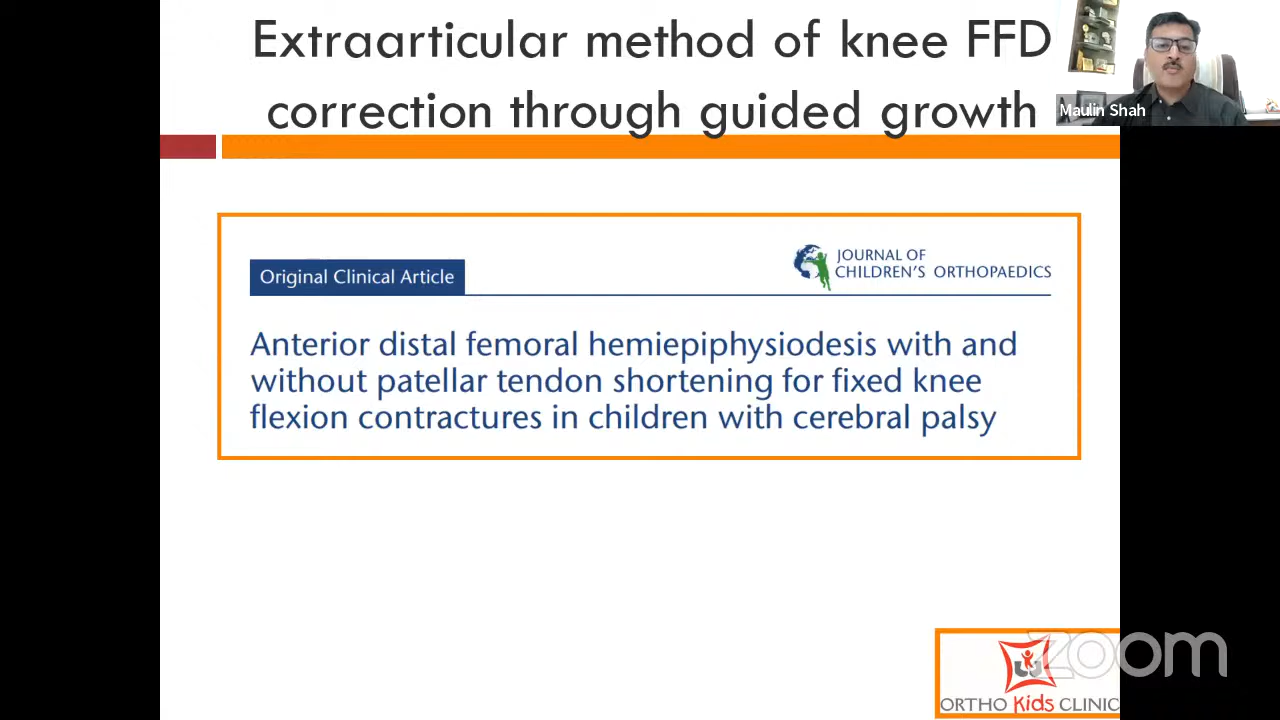 Extraarticular method of knee FFD
correction through guided growth
Maulin Shah
Original Clinical Article
JOURNAL OF
CHILDREN'S ORTHOPAEDICS
Anterior distal femoral hemiepiphysiodesis with and
without patellar tendon shortening for fixed knee
flexion contractures in children with cerebral palsy
zoom
ORTHO Kids CLINIC